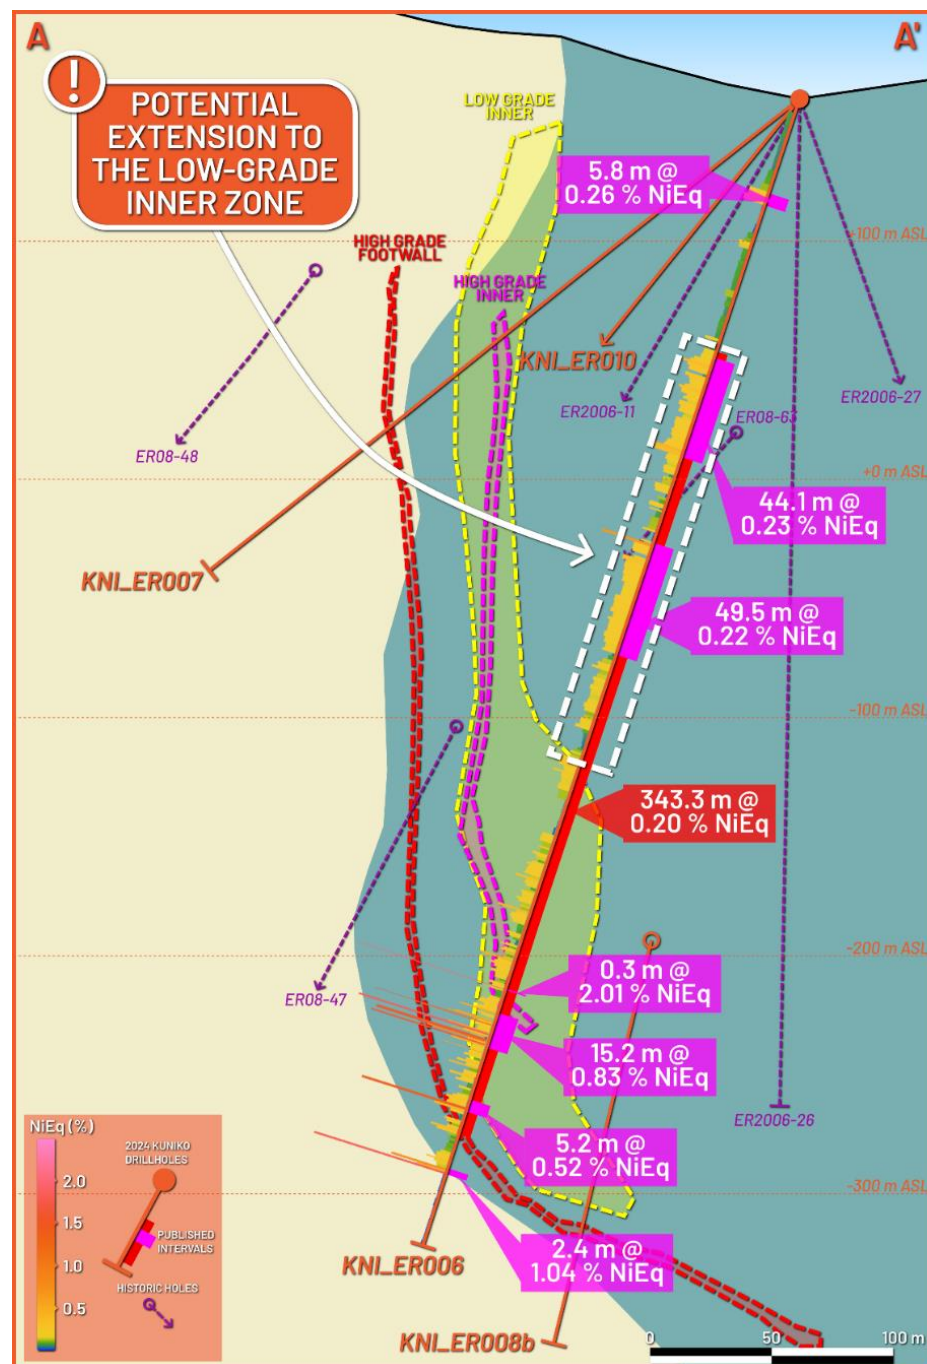 A
A'
!
POTENTIAL
EXTENSION TO
THE LOW-GRADE
INNER ZONE
LOW GRADE
INNER
5.8 m @
0.26 % NiEq
+100 m ASL
HIGH GRADE
FOOTWALL
HIGH GRADE
INNER
KNI_ER010
ER2006-11
ER08-63
ER2006-27
ER08-48
+0 m ASL
44.1 m @
0.23 % NiEq
KNI_ER007
49.5 m @
0.22 % NiEq
-100 m ASL
343.3 m @
0.20 % NiEq
-200 m ASL
0.3 m @
2.01 % NiEq
ER08-47
15.2 m @
0.83 % NiEq
ER2006-26
5.2 m @
0.52 % NiEq
-300 m ASL
2.4 m @
1.04 % NiEq
KNI_ER006
KNI_ER008b
NiEq (%)
2.0
1.5
1.0
0.5
2024 KUNIKO
DRILLHOLES
PUBLISHED
INTERVALS
HISTORIC HOLES
0 50 100 m